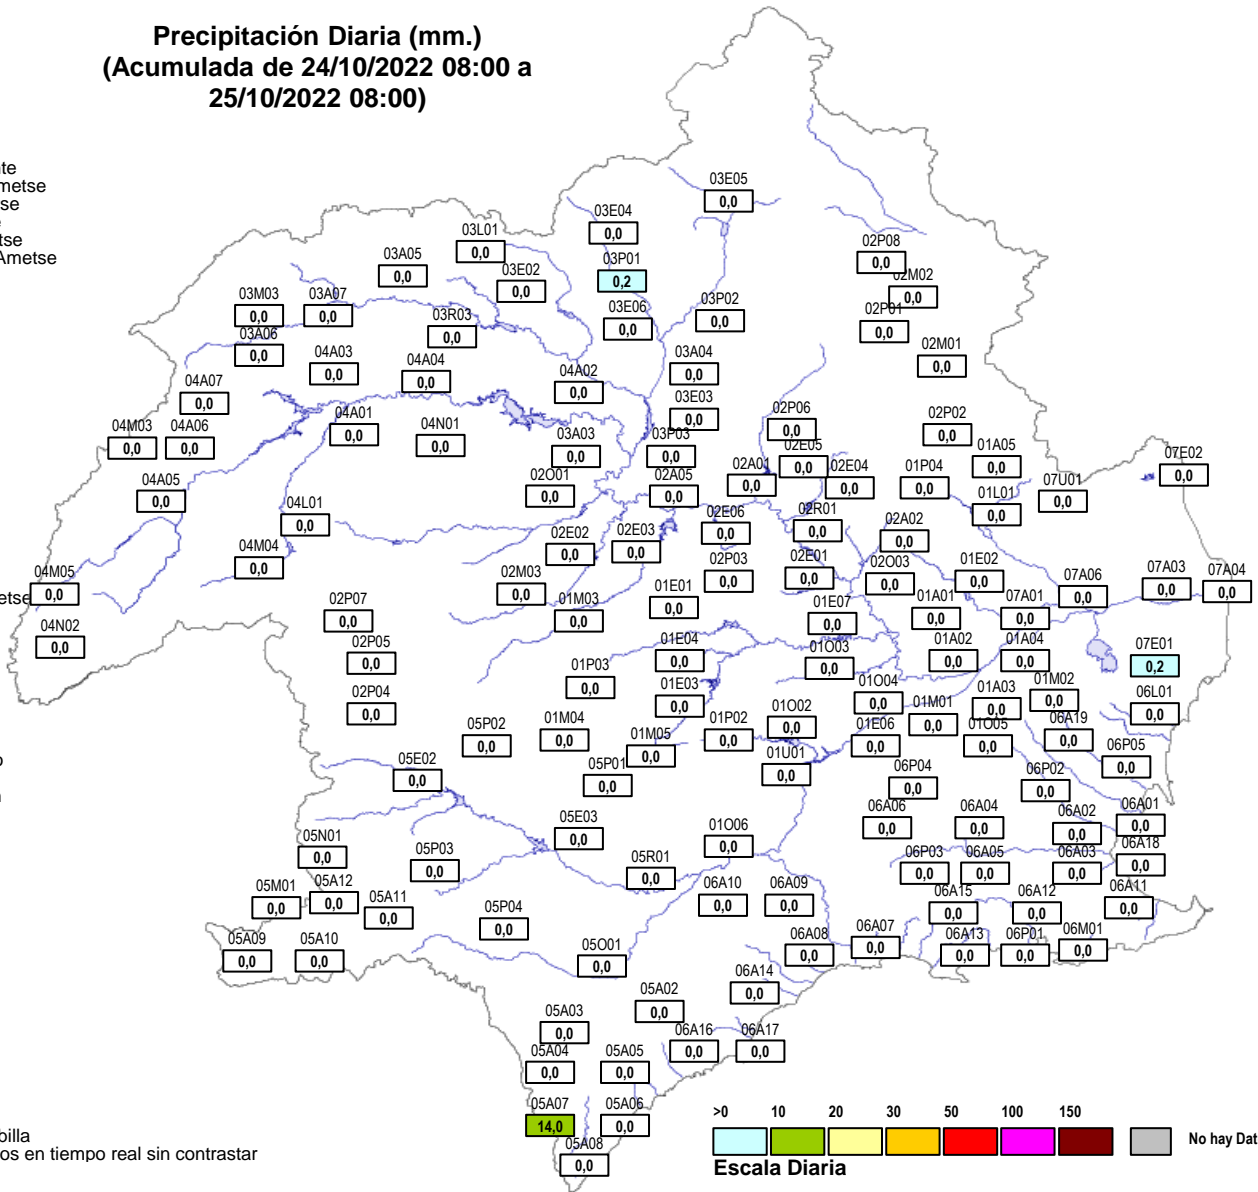 Precipitación Diaria (mm.)
(Acumulada de 24/10/2022 08:00 a
25/10/2022 08:00)
03E05
0,0
03E04
0,0
03L01
0,0
03A05
0,0
03E02
0,0
03P01
0,2
02P08
0,0
02M02
0,0
03M03
0,0
03A07
0,0
03R03
0,0
03E06
0,0
03P02
0,0
02P01
0,0
03A06
0,0
04A03
0,0
04A04
0,0
04A02
0,0
03A04
0,0
02M01
0,0
04A07
0,0
03E03
0,0
04M03
0,0
04A06
0,0
04A01
0,0
04N01
0,0
03A03
0,0
03P03
0,0
02P06
0,0
02P02
0,0
02E05
0,0
01A05
0,0
07E02
0,0
04A05
0,0
02O01
0,0
02A05
0,0
02A01
0,0
02E04
0,0
01P04
0,0
01L01
0,0
07U01
0,0
04L01
0,0
02E06
0,0
02R01
0,0
02A02
0,0
04M04
0,0
02E02
0,0
02E03
0,0
04M05
0,0
02M03
0,0
02P03
0,0
02E01
0,0
02O03
0,0
01E02
0,0
07A06
0,0
07A03
0,0
07A04
0,0
02P07
0,0
01M03
0,0
01E01
0,0
01E07
0,0
01A01
0,0
07A01
0,0
04N02
0,0
02P05
0,0
01E04
0,0
01O03
0,0
01A02
0,0
01A04
0,0
07E01
0,2
02P04
0,0
01P03
0,0
01E03
0,0
01O04
0,0
01A03
0,0
01M02
0,0
06L01
0,0
05P02
0,0
01M04
0,0
01M05
0,0
01P02
0,0
01O02
0,0
01E06
0,0
01M01
0,0
01O05
0,0
06A19
0,0
06P05
0,0
05E02
0,0
05P01
0,0
01U01
0,0
06P04
0,0
06P02
0,0
05E03
0,0
01O06
0,0
06A06
0,0
06A04
0,0
06A02
0,0
06A01
0,0
05N01
0,0
05P03
0,0
05R01
0,0
06P03
0,0
06A05
0,0
06A03
0,0
06A18
0,0
05M01
0,0
05A12
0,0
05A11
0,0
05P04
0,0
06A10
0,0
06A09
0,0
06A15
0,0
06A12
0,0
06A11
0,0
05A09
0,0
05A10
0,0
05O01
0,0
06A08
0,0
06A07
0,0
06A13
0,0
06P01
0,0
06M01
0,0
06A14
0,0
05A02
0,0
05A03
0,0
06A16
0,0
06A17
0,0
05A04
0,0
05A05
0,0
05A07
14,0
05A06
0,0
05A08
0,0
>0 10 20 30 50 100 150
No hay Dat
Escala Diaria
os en tiempo real sin contrastar